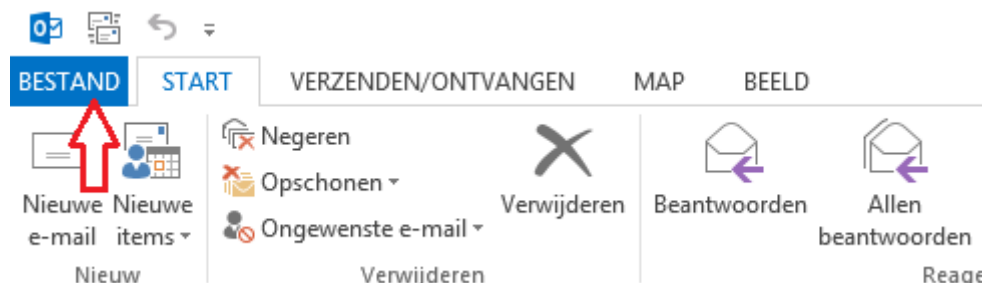 BESTAND START VERZENDEN/ONTVANGEN MAP BEELD
Nieuwe e-mail
Nieuwe items
Negeren
Opschonen
Ongewenste e-mail
Verwijderen
Beantwoorden
Allen beantwoorden
Nieuw Verwijderen Reage